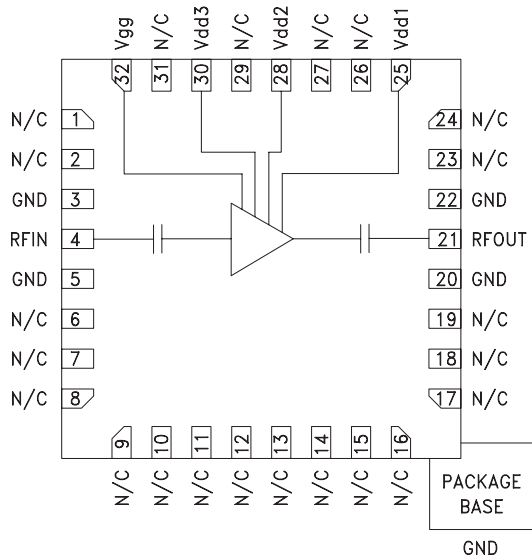 Vgg N/C Vdd3 N/C Vdd2 N/C N/C Vdd1
32 31 30 29 28 27 26 25
N/C 1 24 N/C
N/C 2 23 N/C
GND 3 22 GND
RFIN 4 21 RFOUT
GND 5 20 GND
N/C 6 19 N/C
N/C 7 18 N/C
N/C 8 17 N/C
9 10 11 12 13 14 15 16
N/C N/C N/C N/C N/C N/C N/C N/C
PACKAGE
BASE
GND